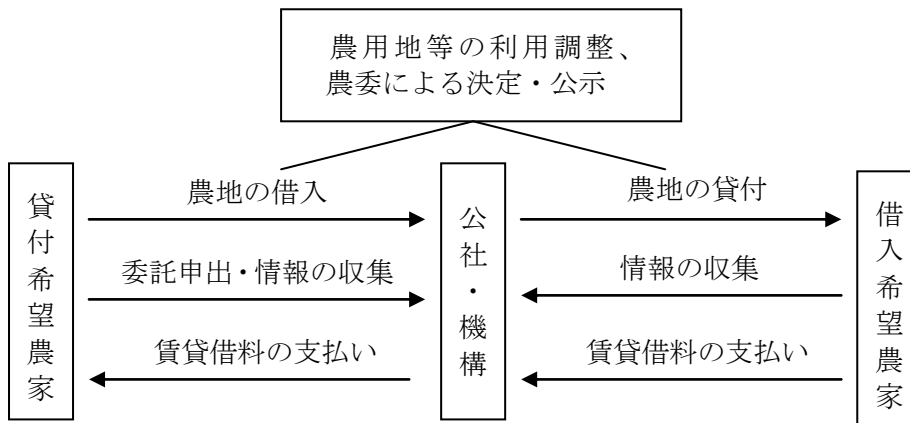 農用地等の利用調整、
農委による決定・公示
貸付希望農家
農地の借入
委託申出・情報の収集
賃貸借料の支払い
公社・機構
農地の貸付
情報の収集
賃貸借料の支払い
借入希望農家